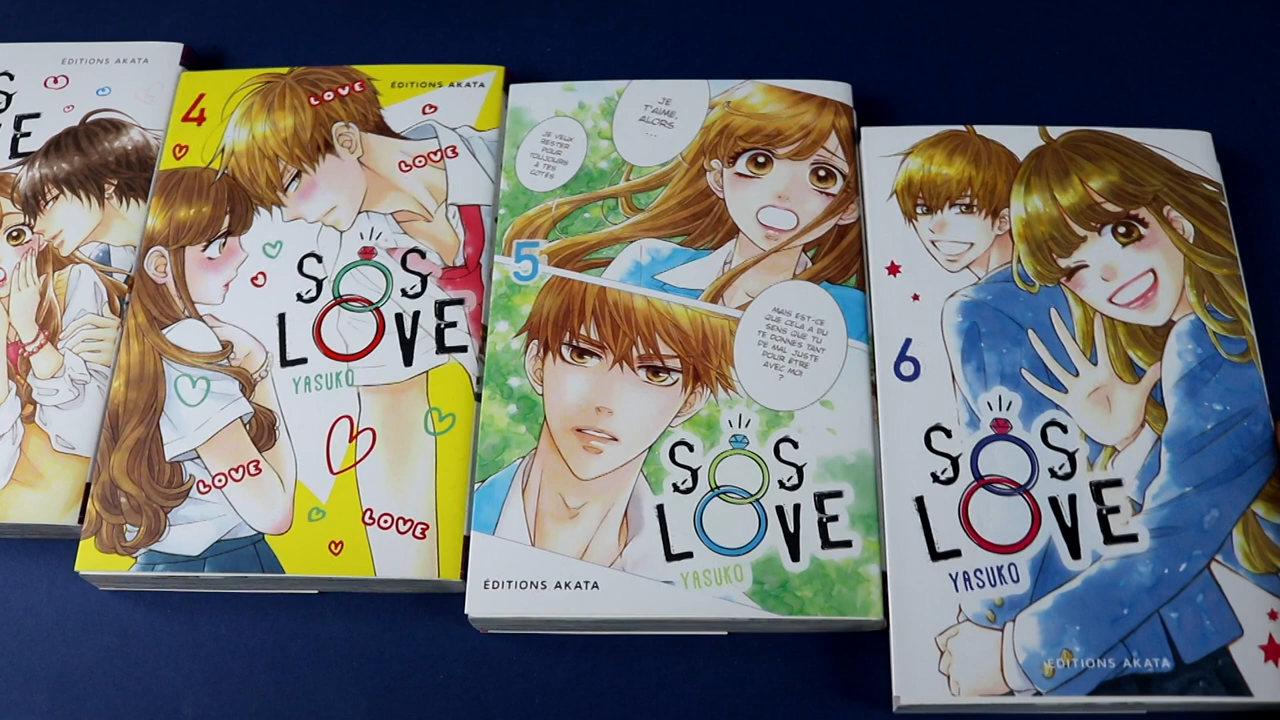 ÉDITIONS AKATA
S
E
4
LOVE
ÉDITIONS AKATA
LOVE
SOS
LOVE
YASUKO
LOVE
LOVE
JE
T'AIME,
ALORS
...
JE VEUX
RESTER
POUR
TOUJOURS
À TES
CÔTÉS
5
MAIS EST-CE
QUE CELA A DU
SENS QUE TU
TE DONNES TANT
DE MAL JUSTE
POUR ÊTRE
AVEC MOI
?
SOS
LOVE
YASUKO
ÉDITIONS AKATA
6
SOS
LOVE
YASUKO
ÉDITIONS AKATA